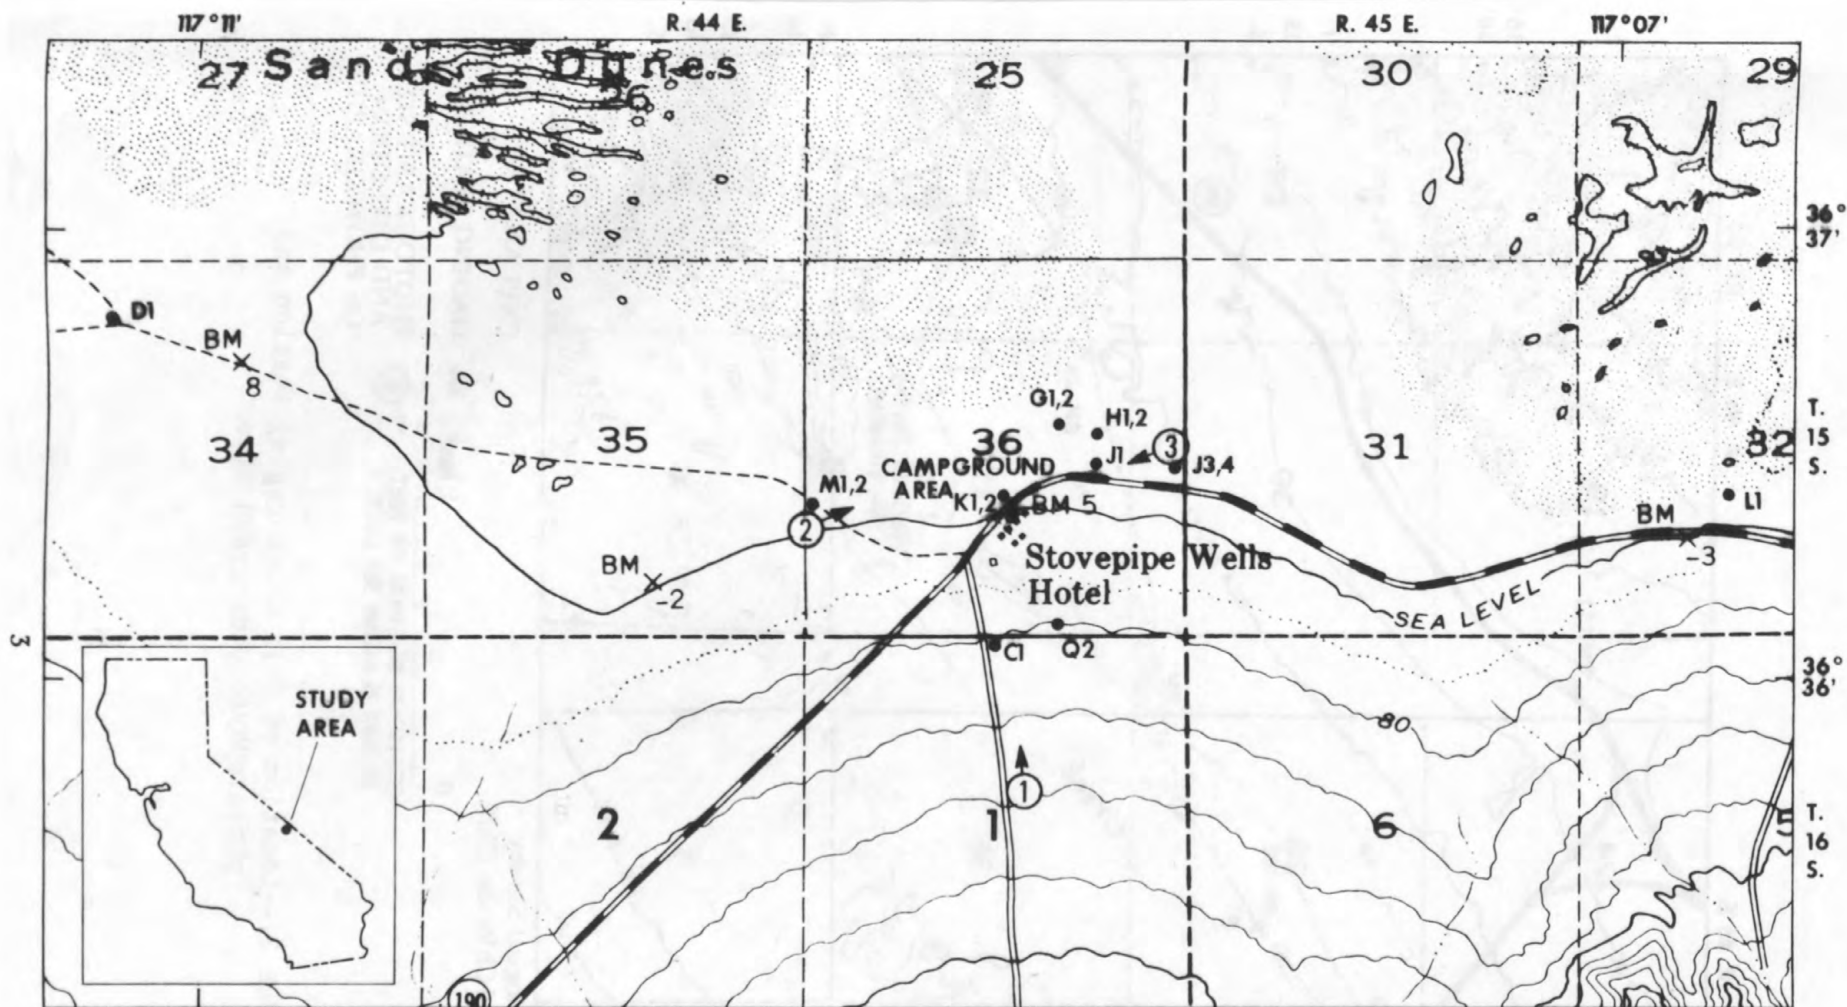 117°11'
R. 44 E.
R. 45 E.
117°07'
27
Sand Dunes
26
25
30
29
36°
37'
D1
BM
8
34
35
G1,2
H1,2
36
J1
3
J3,4
31
T.
15
S.
32
CAMPGROUND
AREA
M1,2
K1,2
BM 5
2
L1
BM
-3
BM
-2
Stovepipe Wells
Hotel
SEA LEVEL
3
C1
Q2
36°
36'
STUDY
AREA
80
1
2
1
6
5
T.
16
S.
190